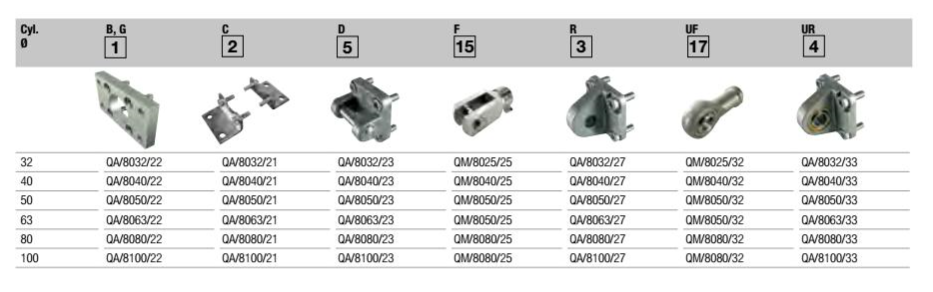 Cyl. B, G C D F R UF UR
Ø 1 2 5 15 3 17 4
32 QA/8032/22 QA/8032/21 QA/8032/23 QM/8025/25 QA/8032/27 QM/8025/32 QA/8032/33
40 QA/8040/22 QA/8040/21 QA/8040/23 QM/8040/25 QA/8040/27 QM/8040/32 QA/8040/33
50 QA/8050/22 QA/8050/21 QA/8050/23 QM/8050/25 QA/8050/27 QM/8050/32 QA/8050/33
63 QA/8063/22 QA/8063/21 QA/8063/23 QM/8050/25 QA/8063/27 QM/8050/32 QA/8063/33
80 QA/8080/22 QA/8080/21 QA/8080/23 QM/8080/25 QA/8080/27 QM/8080/32 QA/8080/33
100 QA/8100/22 QA/8100/21 QA/8100/23 QM/8080/25 QA/8100/27 QM/8080/32 QA/8100/33